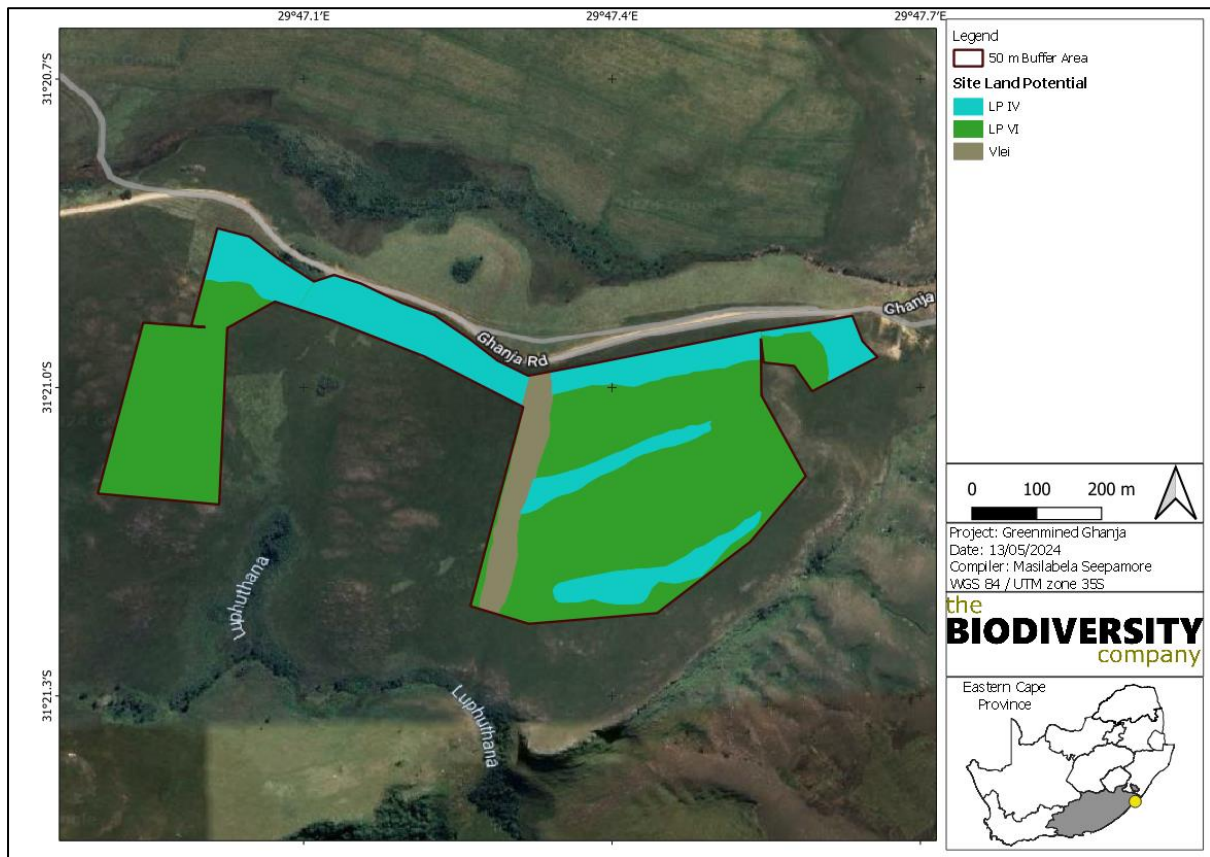 29°47.1'E
29°47.4'E
29°47.7'E
31°20.7'S
31°21.0'S
31°21.3'S
Ghanja Rd
Ghanja
Luphuthana
Luphuthana
Legend
50 m Buffer Area
Site Land Potential
LP IV
LP VI
Vlei
0 100 200 m
Project: Greenmined Ghanja
Date: 13/05/2024
Compiler: Masilabela Seepamore
WGS 84 / UTM zone 35S
the
BIODIVERSITY
company
Eastern Cape
Province